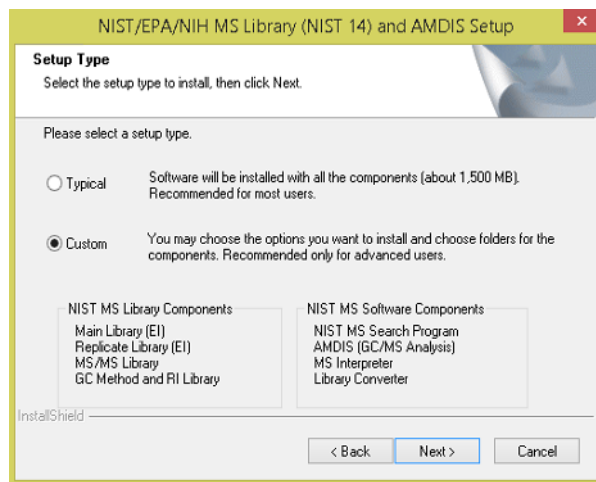 NIST/EPA/NIH MS Library (NIST 14) and AMDIS Setup
Setup Type
Select the setup type to install, then click Next.
Please select a setup type.
Typical
Software will be installed with all the components (about 1,500 MB).
Recommended for most users.
Custom
You may choose the options you want to install and choose folders for the
components. Recommended only for advanced users.
NIST MS Library Components
Main Library (EI)
Replicate Library (EI)
MS/MS Library
GC Method and RI Library
NIST MS Software Components
NIST MS Search Program
AMDIS (GC/MS Analysis)
MS Interpreter
Library Converter
InstallShield
< Back
Next >
Cancel